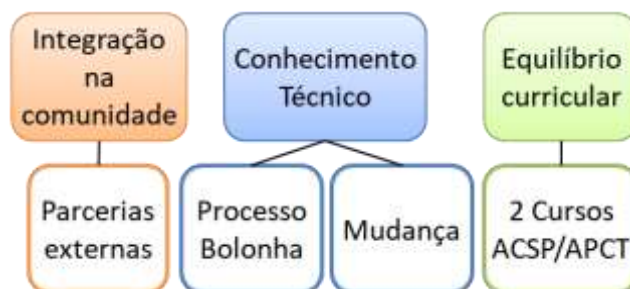 Integração
na
comunidade
Conhecimento
Técnico
Equilíbrio
curricular
Parcerias
externas
Processo
Bolonha
Mudança
2 Cursos
ACSP/APCT